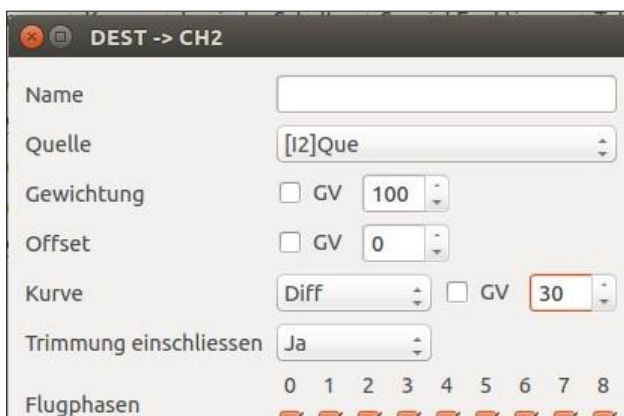 DEST -> CH2
Name
Quelle [I2]Que
Gewichtung GV 100
Offset GV 0
Kurve Diff GV 30
Trimmung einschliessen Ja
0 1 2 3 4 5 6 7 8
Flugphasen